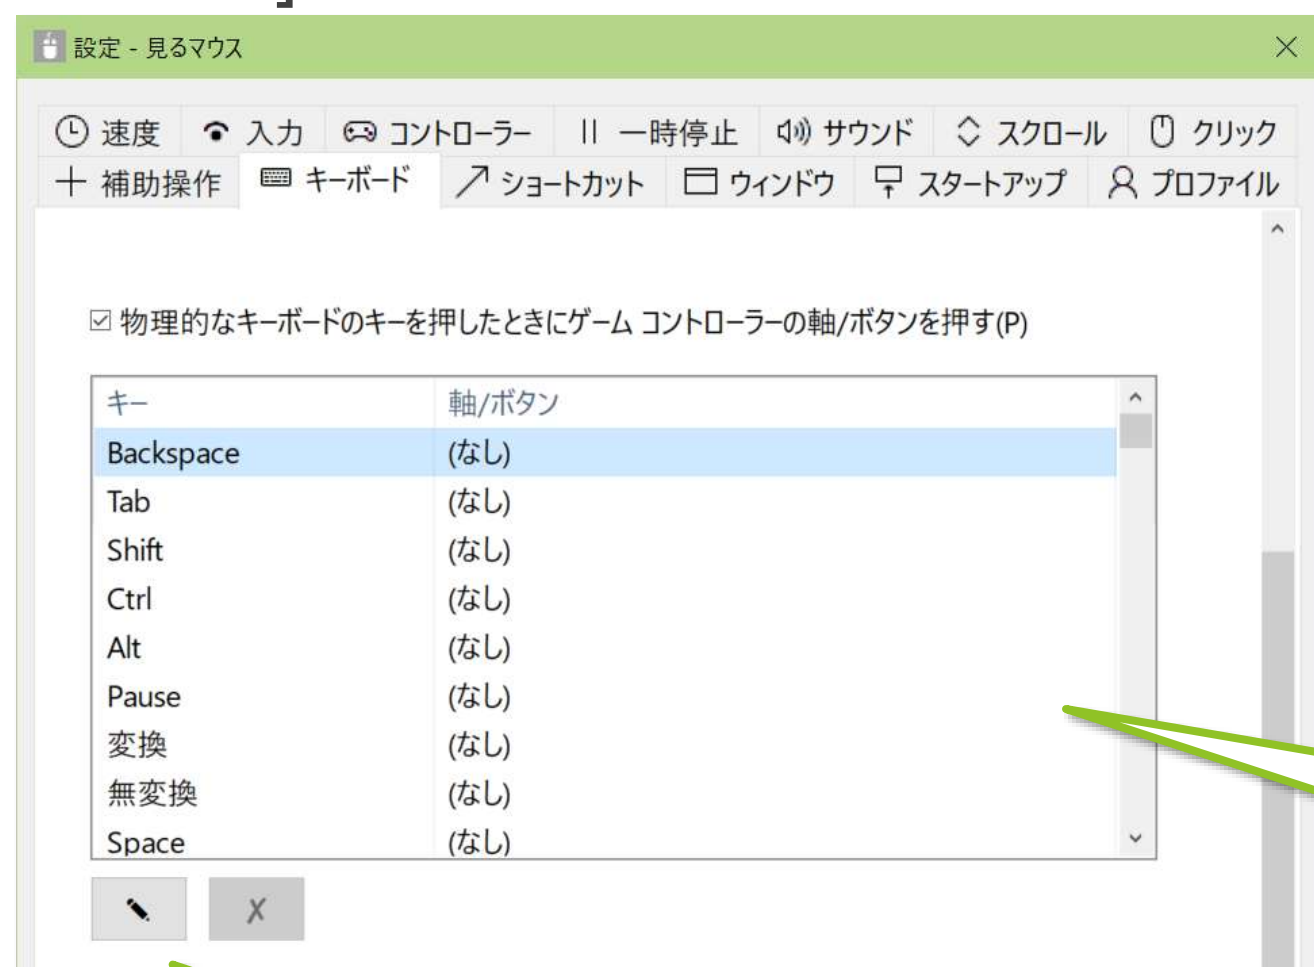 設定 - 見るマウス
速度 入力 コントローラー 一時停止 サウンド スクロール クリック
補助操作 キーボード ショートカット ウィンドウ スタートアップ プロファイル
物理的なキーボードのキーを押したときにゲーム コントローラーの軸/ボタンを押す(P)
キー 軸/ボタン
Backspace (なし)
Tab (なし)
Shift (なし)
Ctrl (なし)
Alt (なし)
Pause (なし)
変換 (なし)
無変換 (なし)
Space (なし)